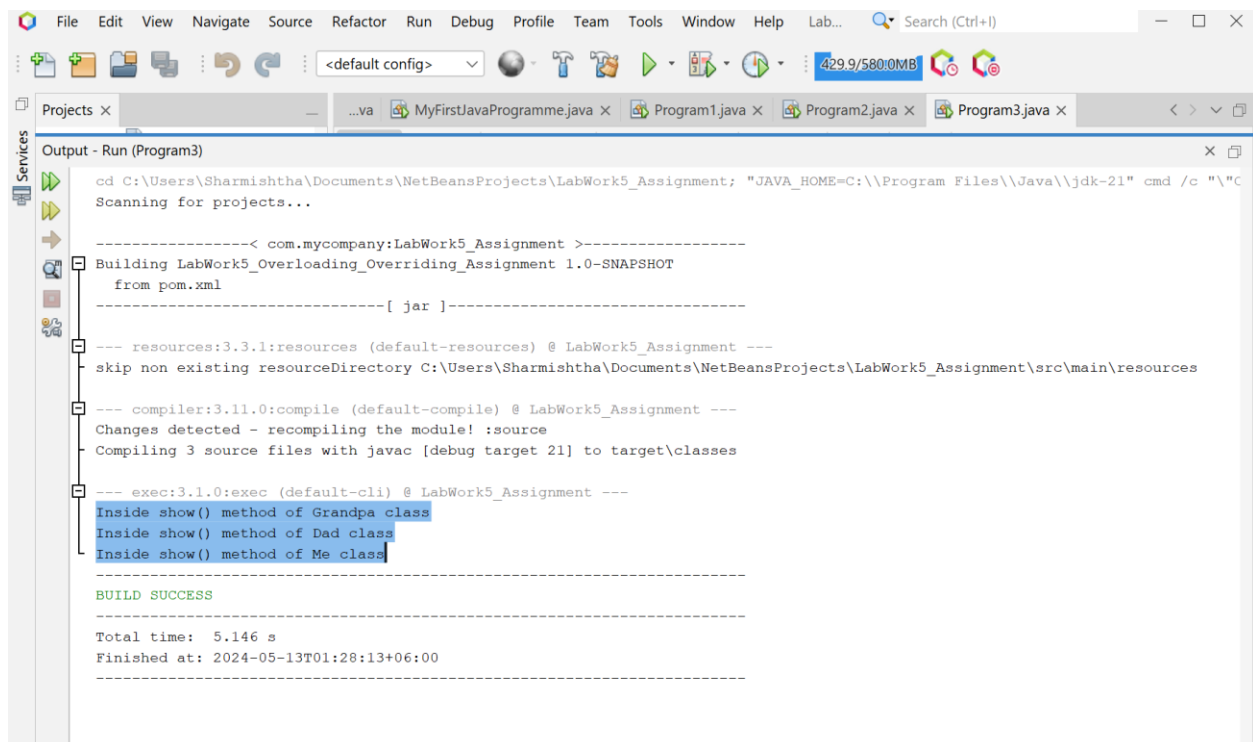 File Edit View Navigate Source Refactor Run Debug Profile Team Tools Window Help Lab... Search (Ctrl+I)
<default config> 429.9/580.0MB
Projects ...va MyFirstJavaProgramme.java Program1.java Program2.java Program3.java
Services
Output - Run (Program3)
cd C:\Users\Sharmishtha\Documents\NetBeansProjects\LabWork5_Assignment; "JAVA_HOME=C:\\Program Files\\Java\\jdk-21" cmd /c "\"C
Scanning for projects...
-----------------< com.mycompany:LabWork5_Assignment >------------------
Building LabWork5_Overloading_Overriding_Assignment 1.0-SNAPSHOT
from pom.xml
--------------------------------[ jar ]---------------------------------
--- resources:3.3.1:resources (default-resources) @ LabWork5_Assignment ---
skip non existing resourceDirectory C:\Users\Sharmishtha\Documents\NetBeansProjects\LabWork5_Assignment\src\main\resources
--- compiler:3.11.0:compile (default-compile) @ LabWork5_Assignment ---
Changes detected - recompiling the module! :source
Compiling 3 source files with javac [debug target 21] to target\classes
--- exec:3.1.0:exec (default-cli) @ LabWork5_Assignment ---
Inside show() method of Grandpa class
Inside show() method of Dad class
Inside show() method of Me class
------------------------------------------------------------------------
BUILD SUCCESS
------------------------------------------------------------------------
Total time:  5.146 s
Finished at: 2024-05-13T01:28:13+06:00
------------------------------------------------------------------------